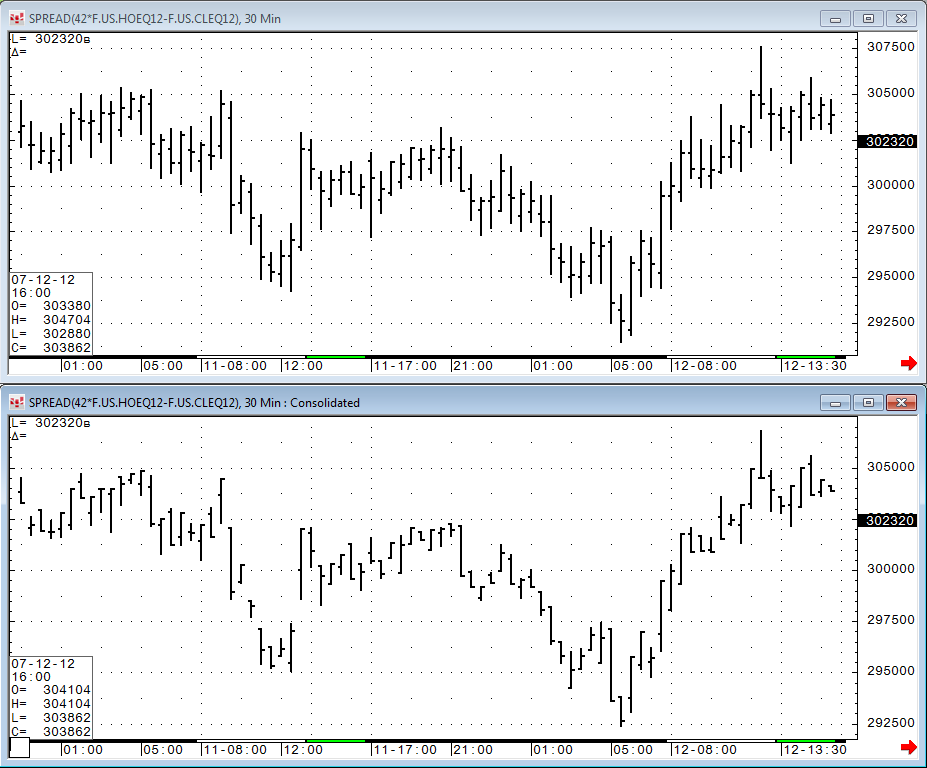 SPREAD(42*F.US.HOEQ12-F.US.CLEQ12), 30 Min
L= 302320B
Δ=
307500
305000
302320
300000
297500
295000
292500
07-12-12
16:00
O= 303380
H= 304704
L= 302880
C= 303862
01:00 05:00 11-08:00 12:00 11-17:00 21:00 01:00 05:00 12-08:00 12-13:30
SPREAD(42*F.US.HOEQ12-F.US.CLEQ12), 30 Min : Consolidated
L= 302320B
Δ=
305000
302320
300000
297500
295000
292500
07-12-12
16:00
O= 304104
H= 304104
L= 303862
C= 303862
01:00 05:00 11-08:00 12:00 11-17:00 21:00 01:00 05:00 12-08:00 12-13:30